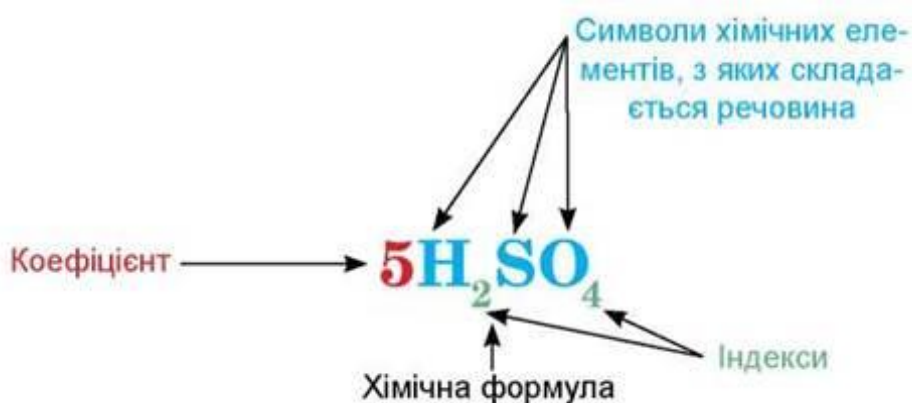 Символи хімічних еле-
ментів, з яких склада-
ється речовина
Коефіцієнт
5H₂SO₄
Індекси
Хімічна формула